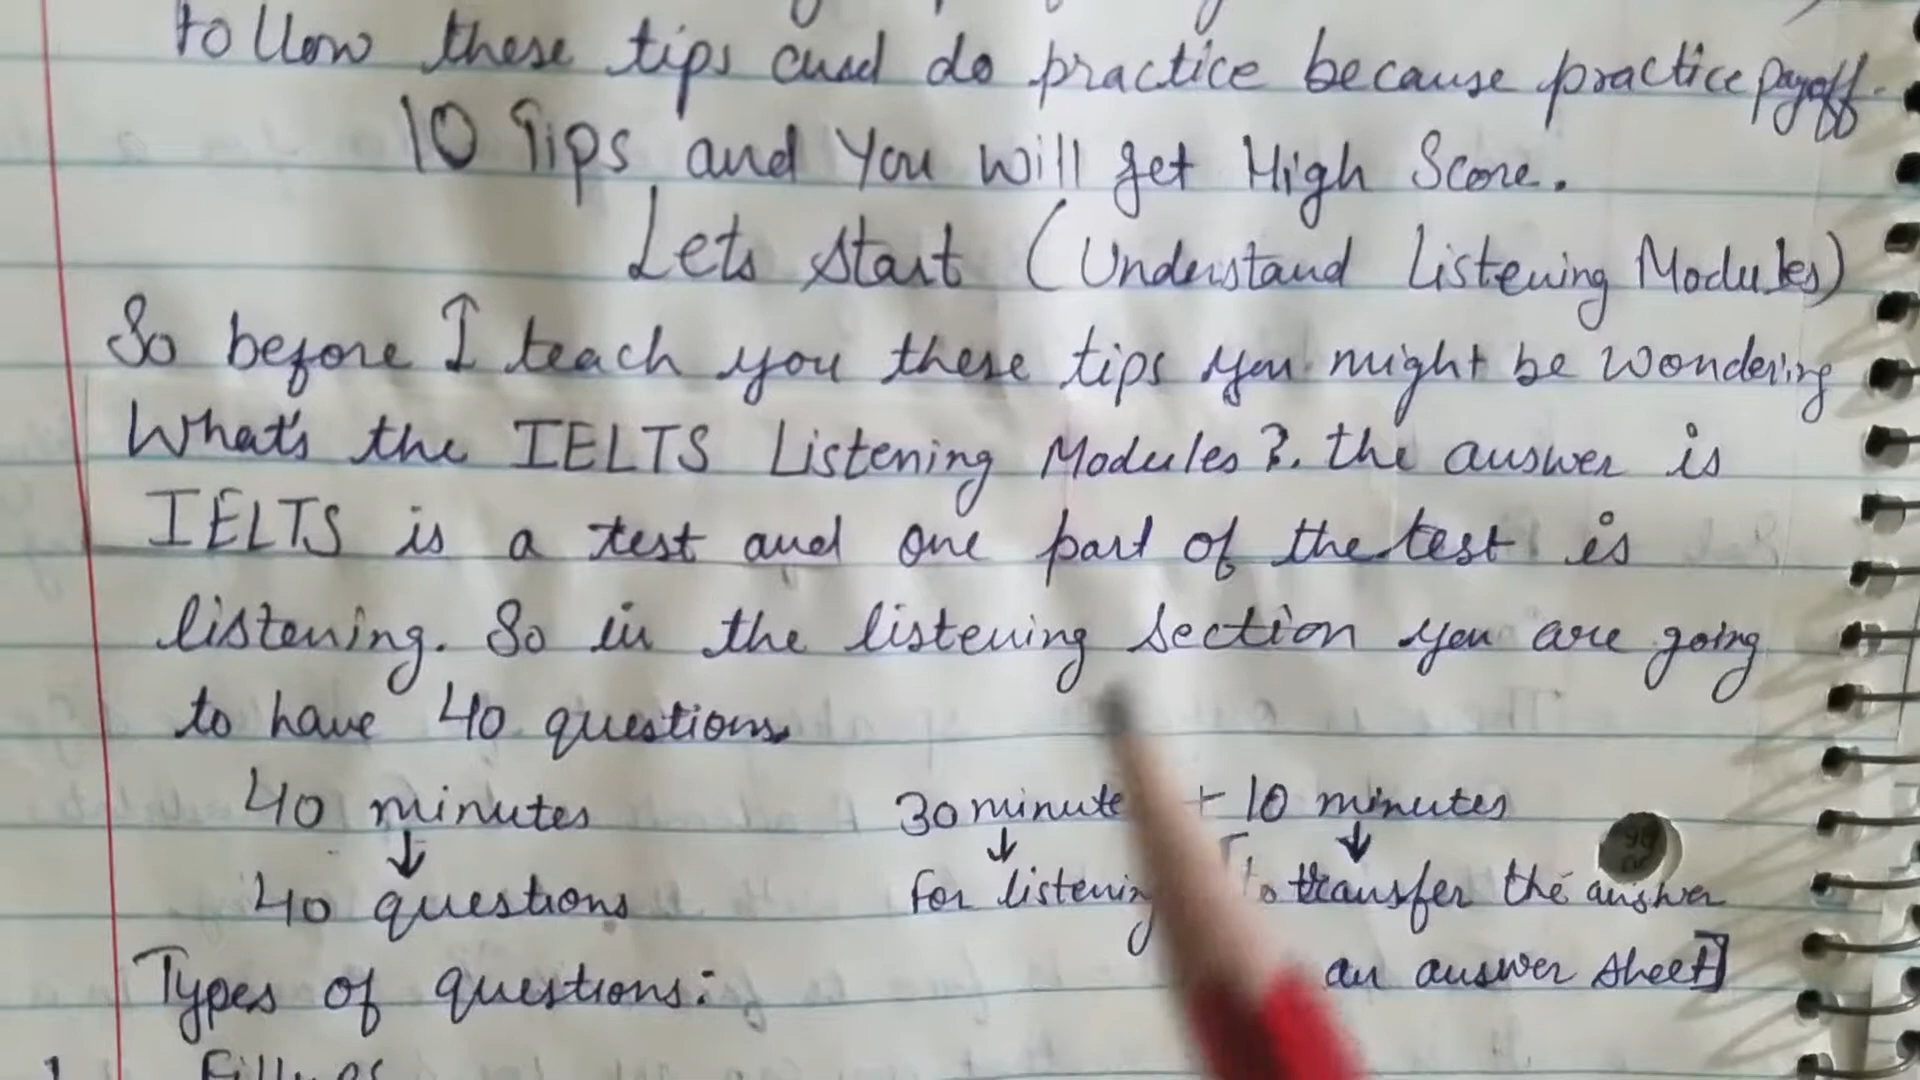 follow these tips and do practice because practice payoff.
10 Tips and You will get High Score.
Lets start (Understand Listening Modules)
So before I teach you these tips you might be wondering
What's the IELTS Listening Modules?. the answer is
IELTS is a test and one part of the test is
listening. So in the listening section you are going
to have 40 questions.
40 minutes 30 minute + 10 minutes
↓ ↓ ↓
40 questions for listening To transfer the answer
an answer sheet]
Types of questions:
1